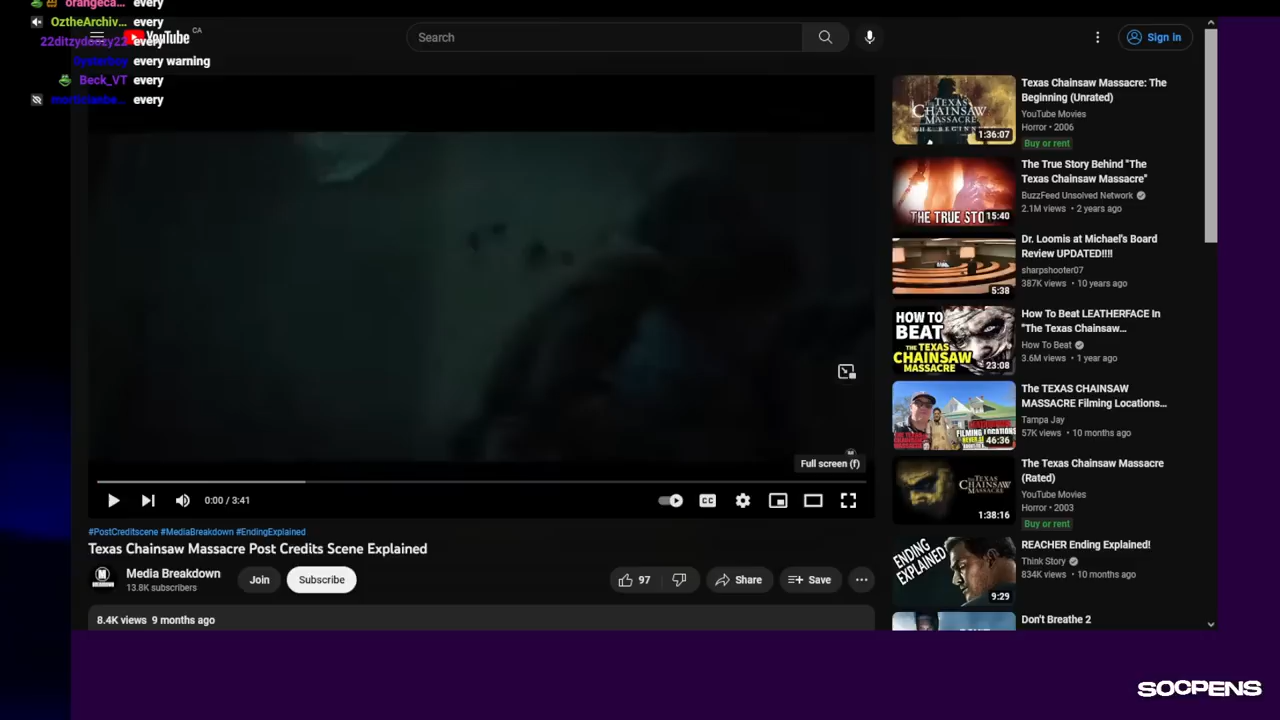 orangeca... every
OztheArchiv... every
22ditzydoozy22 every
every warning
Beck_VT every
every
YouTube CA
Search
Sign in
Full screen (f)
0:00 / 3:41
CC
#PostCreditscene #MediaBreakdown #EndingExplained
Texas Chainsaw Massacre Post Credits Scene Explained
Media Breakdown
13.8K subscribers
Join
Subscribe
97
Share
Save
8.4K views 9 months ago
TEXAS
CHAINSAW
MASSACRE
1:36:07
Texas Chainsaw Massacre: The
Beginning (Unrated)
YouTube Movies
Horror • 2006
Buy or rent
THE TRUE STO
15:40
The True Story Behind "The
Texas Chainsaw Massacre"
BuzzFeed Unsolved Network
2.1M views • 2 years ago
5:38
Dr. Loomis at Michael's Board
Review UPDATED!!!!
sharpshooter07
387K views • 10 years ago
HOW TO
BEAT
THE TEXAS
CHAINSAW
MASSACRE
23:08
How To Beat LEATHERFACE In
"The Texas Chainsaw...
How To Beat
3.6M views • 1 year ago
46:36
The TEXAS CHAINSAW
MASSACRE Filming Locations...
Tampa Jay
57K views • 10 months ago
TEXAS
CHAINSAW
1:38:16
The Texas Chainsaw Massacre
(Rated)
YouTube Movies
Horror • 2003
Buy or rent
ENDING
EXPLAINED
9:29
REACHER Ending Explained!
Think Story
834K views • 10 months ago
Don't Breathe 2
SOCPENS